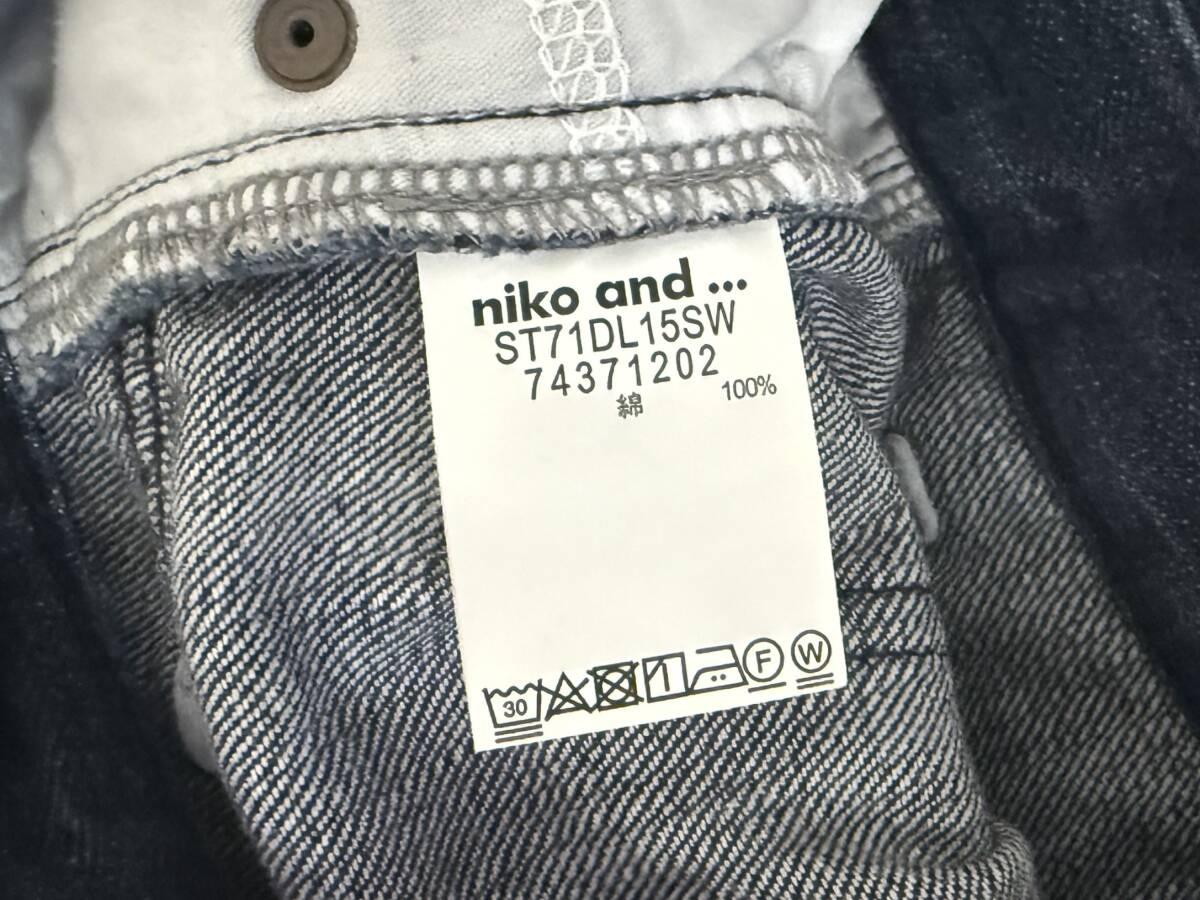 niko and ...
ST71DL15SW
74371202
綿 100%
30 F W